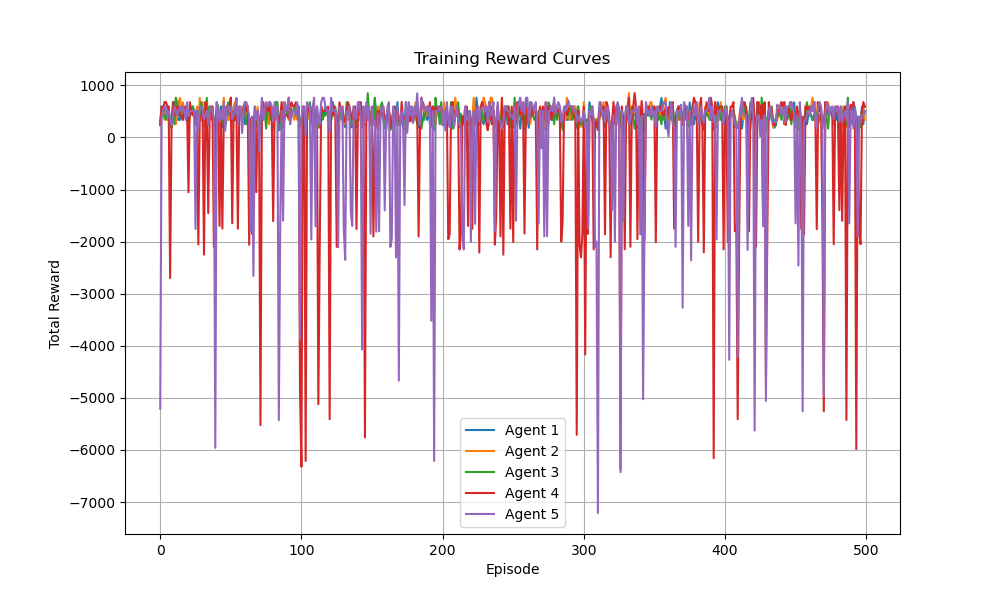 Training Reward Curves
Total Reward
1000
0
−1000
−2000
−3000
−4000
−5000
−6000
−7000
Agent 1
Agent 2
Agent 3
Agent 4
Agent 5
0 100 200 300 400 500
Episode